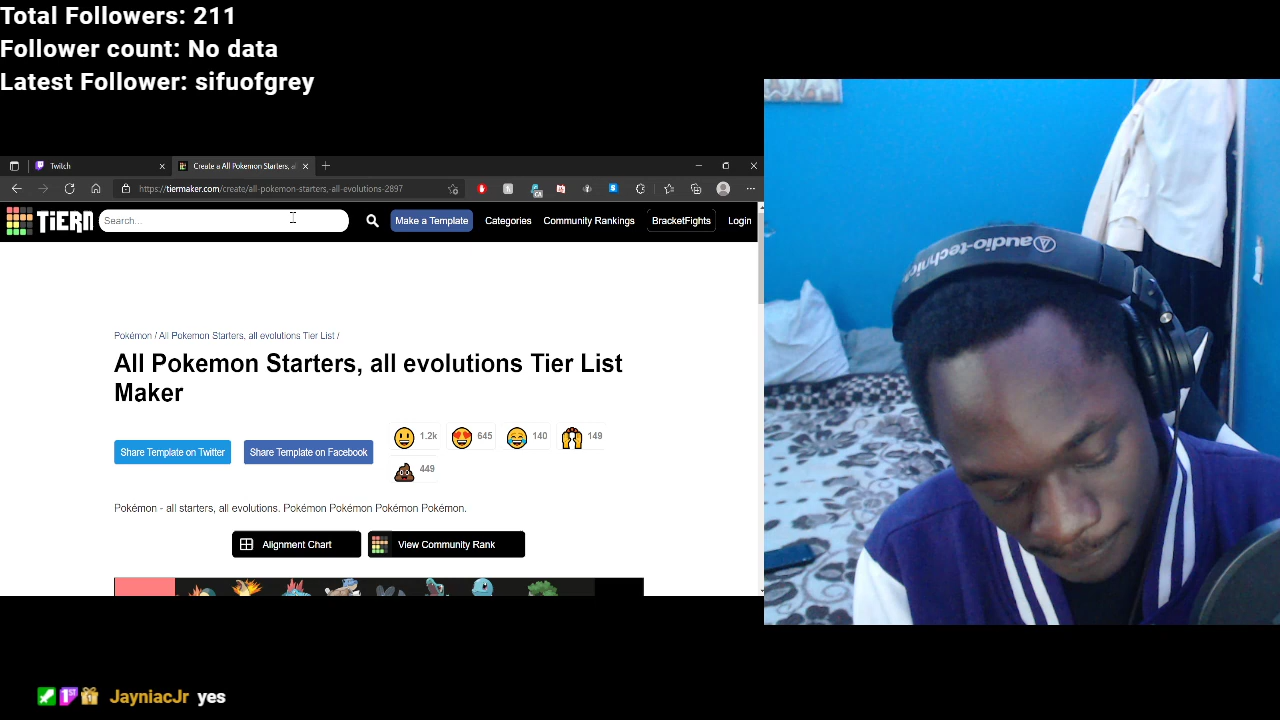 Total Followers: 211
Follower count: No data
Latest Follower: sifuofgrey
Twitch
Create a All Pokemon Starters, al
https://tiermaker.com/create/all-pokemon-starters,-all-evolutions-2897
TiERM
Search...
Make a Template
Categories
Community Rankings
BracketFights
Login
Pokémon / All Pokemon Starters, all evolutions Tier List /
All Pokemon Starters, all evolutions Tier List
Maker
Share Template on Twitter
Share Template on Facebook
1.2k
645
140
149
449
Pokémon - all starters, all evolutions. Pokémon Pokémon Pokémon Pokémon.
Alignment Chart
View Community Rank
audio-technica
JayniacJr yes